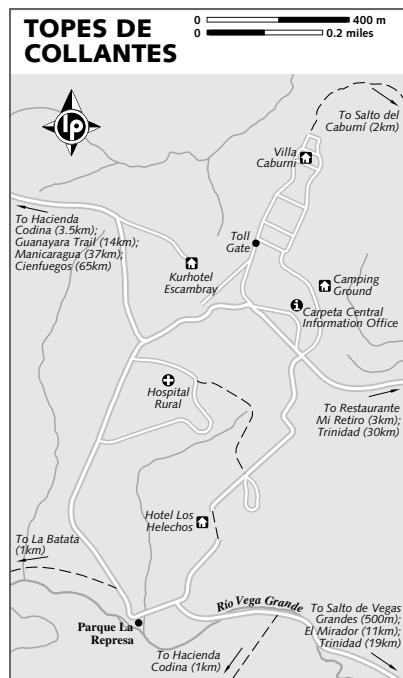 TOPES DE
COLLANTES
0 400 m
0 0.2 miles
lp
To Salto del
Caburní (2km)
Villa
Caburní
To Hacienda
Codina (3.5km);
Guanayara Trail (14km);
Manicaragua (37km);
Cienfuegos (65km)
Toll
Gate
Kurhotel
Escambray
Camping
Ground
Carpeta Central
Information Office
Hospital
Rural
To Restaurante
Mi Retiro (3km);
Trinidad (30km)
Hotel Los
Helechos
To La Batata
(1km)
Río Vega Grande
Parque La
Represa
To Salto de Vegas
Grandes (500m);
El Mirador (11km);
Trinidad (19km)
To Hacienda
Codina (1km)